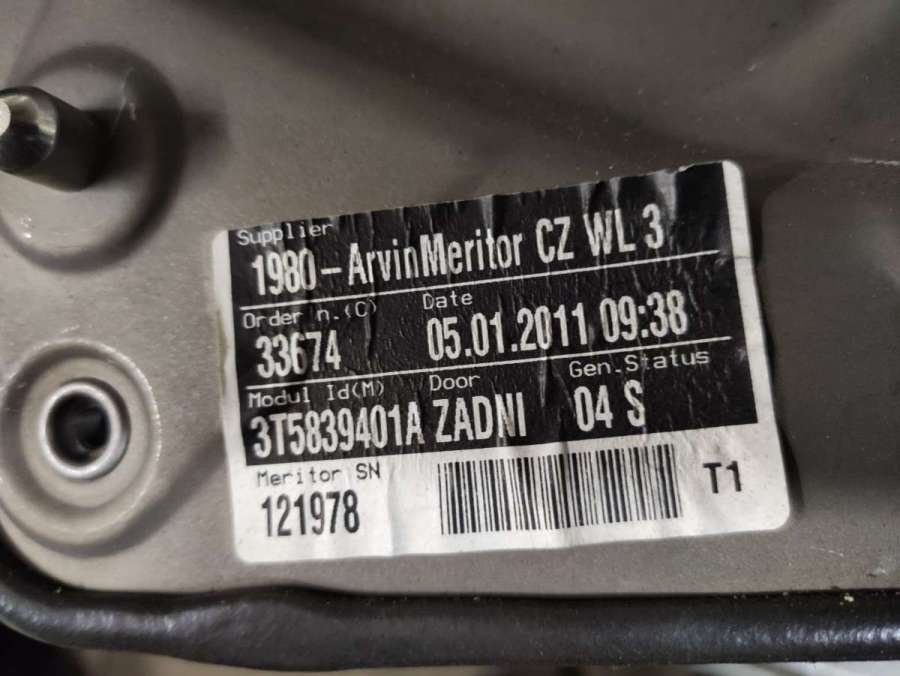 Supplier
1980-ArvinMeritor CZ WL 3
Order n.(C) Date
33674 05.01.2011 09:38
Modul Id(M) Door Gen.Status
3T5839401A ZADNI 04 S
Meritor SN
121978 T1